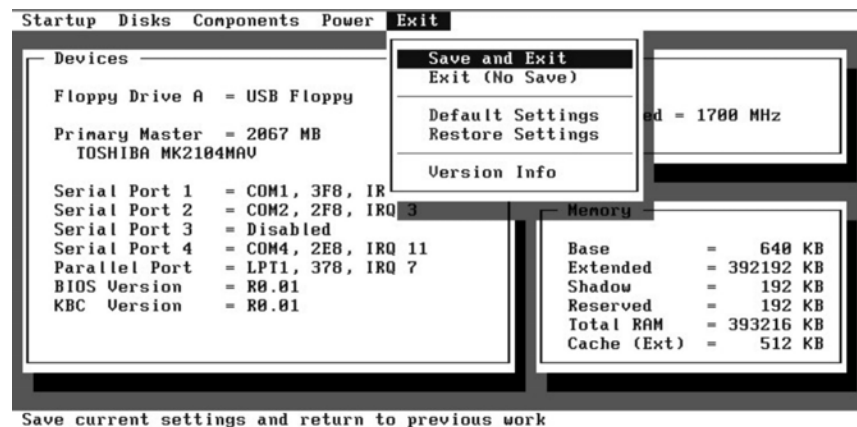 Startup Disks Components Power Exit
Devices
Floppy Drive A = USB Floppy
Primary Master = 2067 MB
TOSHIBA MK2104MAV
Serial Port 1 = COM1, 3F8, IR
Serial Port 2 = COM2, 2F8, IRQ 3
Serial Port 3 = Disabled
Serial Port 4 = COM4, 2E8, IRQ 11
Parallel Port = LPT1, 378, IRQ 7
BIOS Version = R0.01
KBC Version = R0.01
Save and Exit
Exit (No Save)
Default Settings
Restore Settings
Version Info
ed = 1700 MHz
Memory
Base = 640 KB
Extended = 392192 KB
Shadow = 192 KB
Reserved = 192 KB
Total RAM = 393216 KB
Cache (Ext) = 512 KB
Save current settings and return to previous work